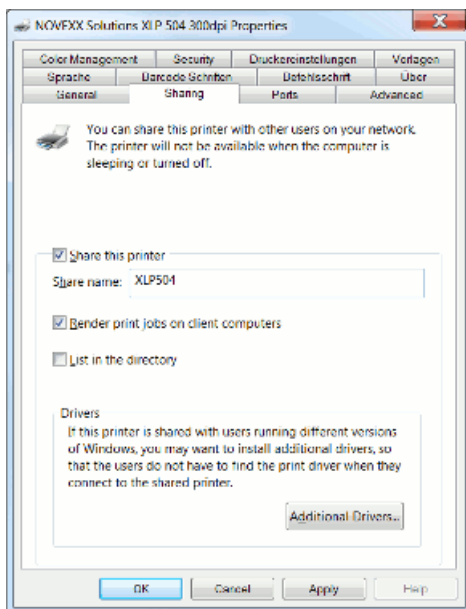 NOVEXX Solutions XLP 504 300dpi Properties
Color Management Security Druckereinstellungen Vorlagen
Sprache Barcode Schriften Befehlsschrift Über
General Sharing Ports Advanced
You can share this printer with other users on your network.
The printer will not be available when the computer is
sleeping or turned off.
Share this printer
Share name: XLP504
Render print jobs on client computers
List in the directory
Drivers
If this printer is shared with users running different versions
of Windows, you may want to install additional drivers, so
that the users do not have to find the print driver when they
connect to the shared printer.
Additional Drivers...
OK Cancel Apply Help